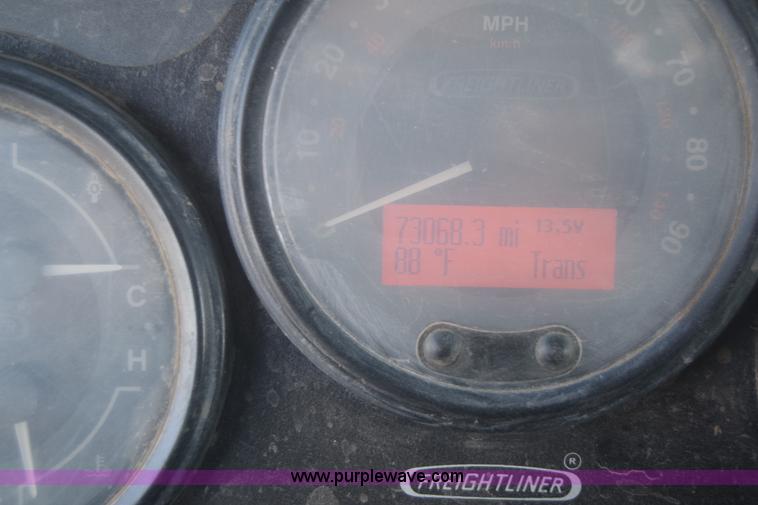 MPH
km/h
FREIGHTLINER
20
70
10
20
80
90
73068.3 mi 13.5V
88 °F Trans
C
H
F
www.purplewave.com
FREIGHTLINER ®